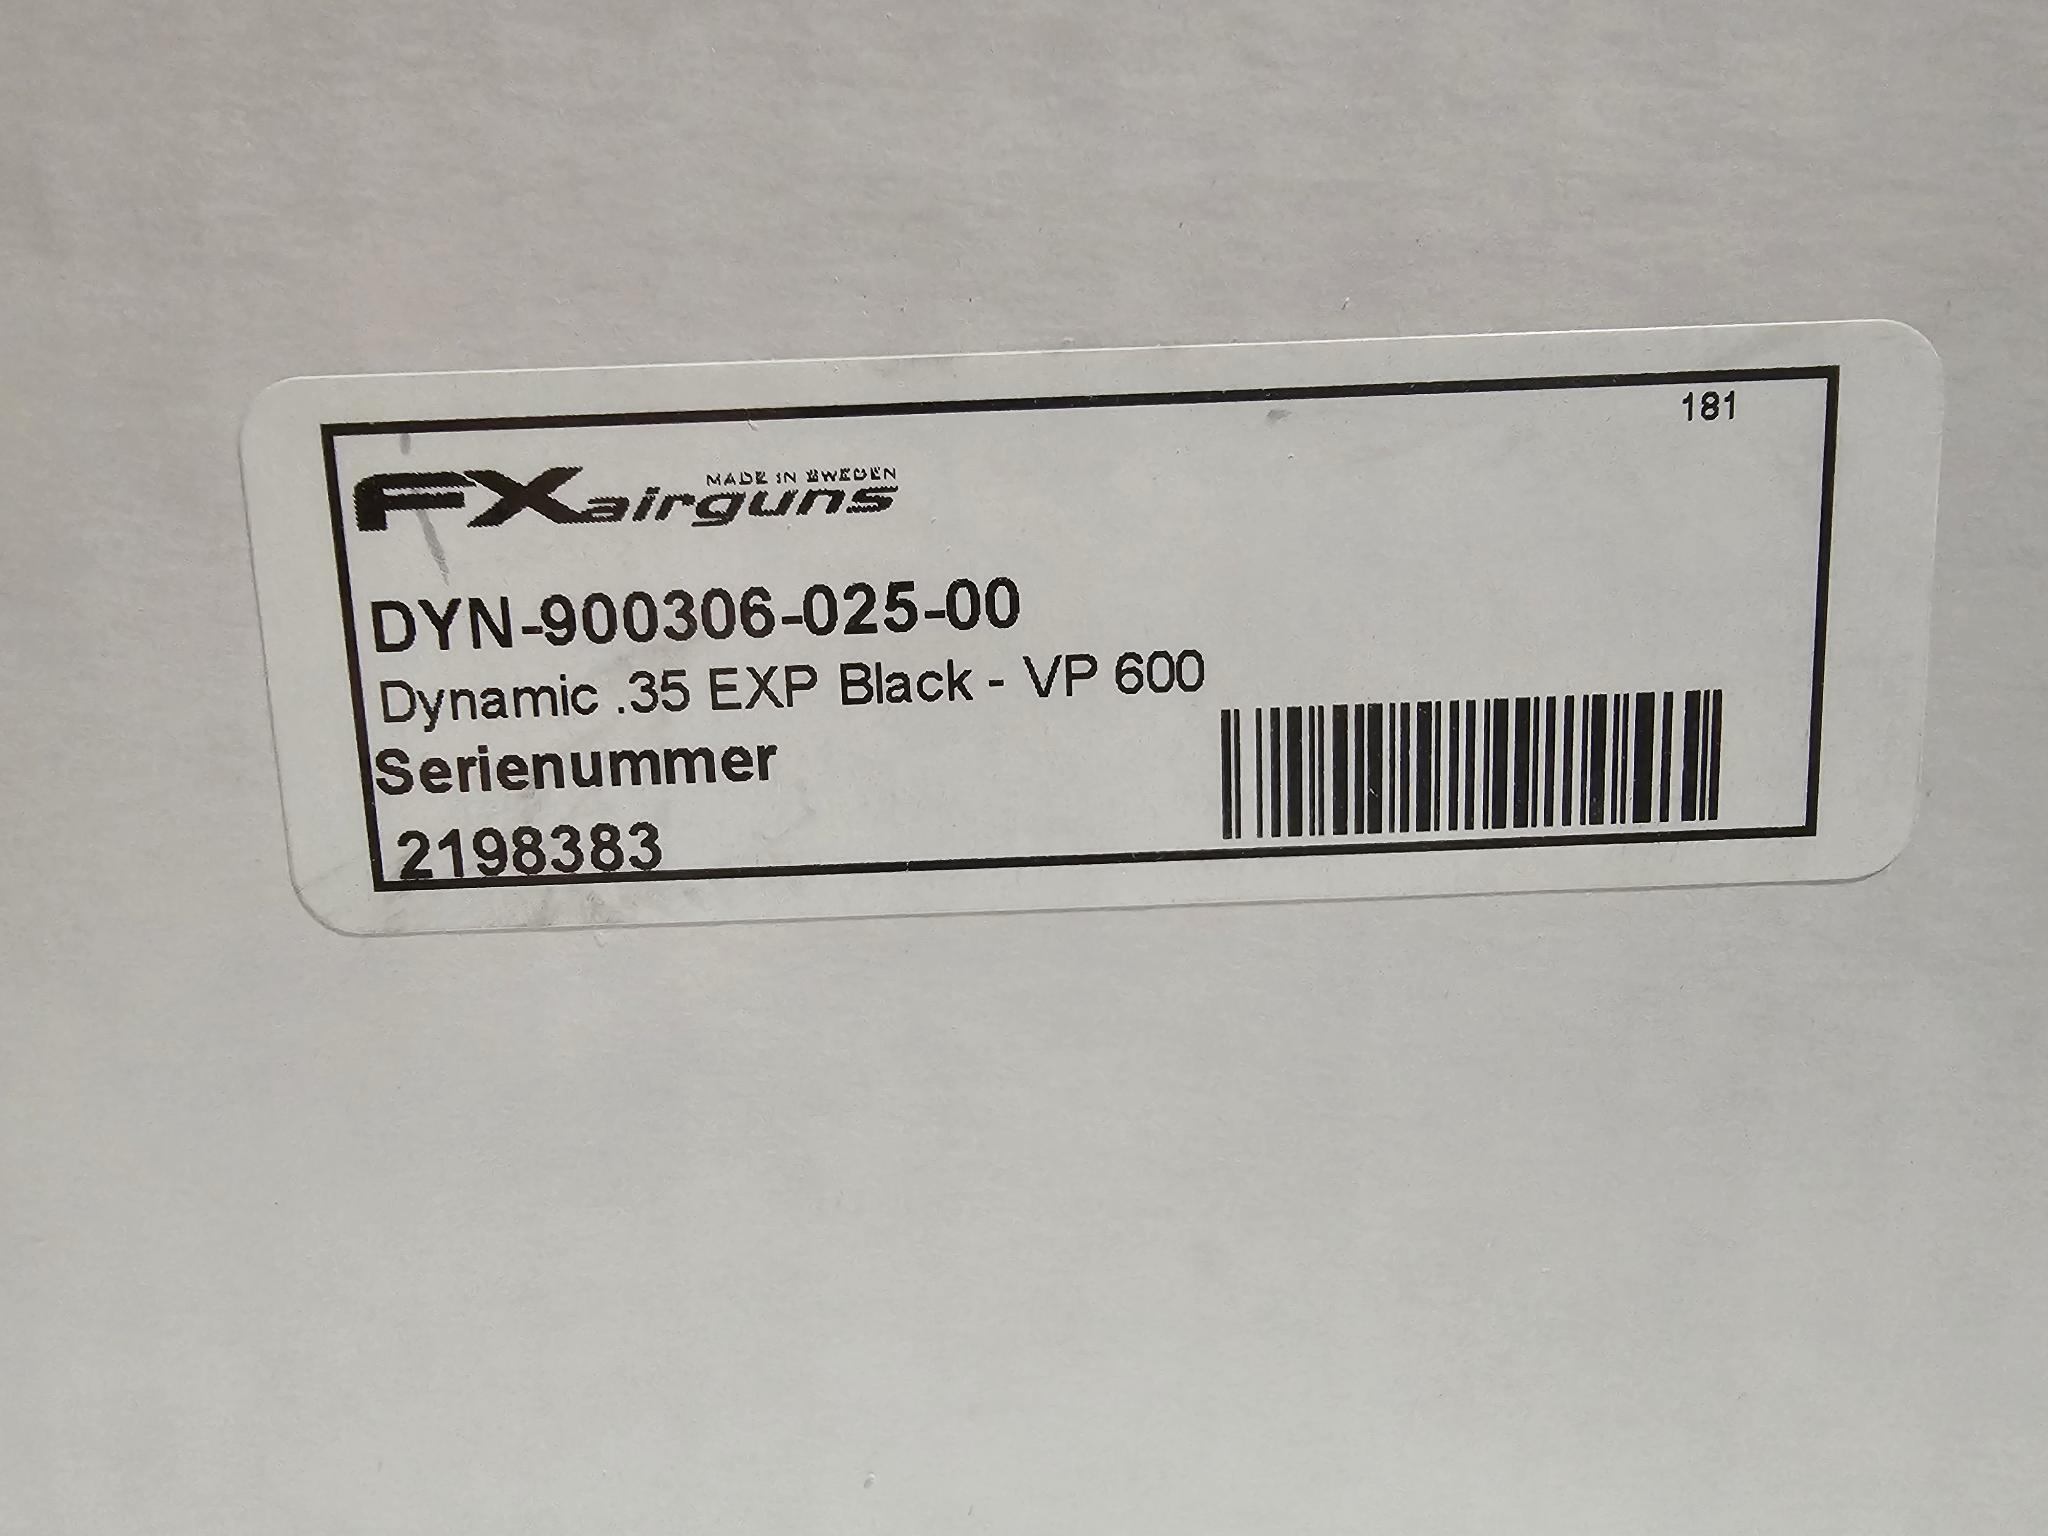 181
MADE IN SWEDEN
FXairguns
DYN-900306-025-00
Dynamic .35 EXP Black - VP 600
Serienummer
2198383